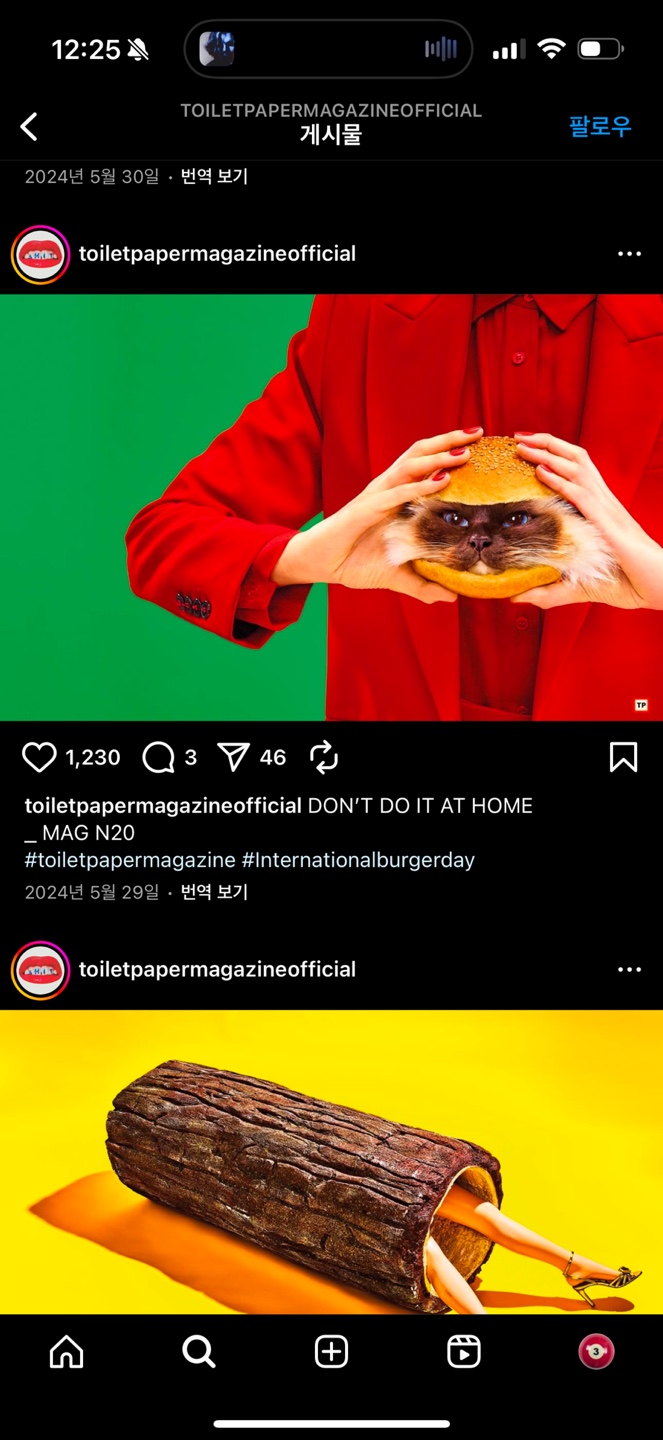 12:25
TOILETPAPERMAGAZINEOFFICIAL
게시물
팔로우
2024년 5월 30일 · 번역 보기
toiletpapermagazineofficial
TP
1,230 3 46
toiletpapermagazineofficial DON’T DO IT AT HOME
_ MAG N20
#toiletpapermagazine #Internationalburgerday
2024년 5월 29일 · 번역 보기
SHIT
toiletpapermagazineofficial
3